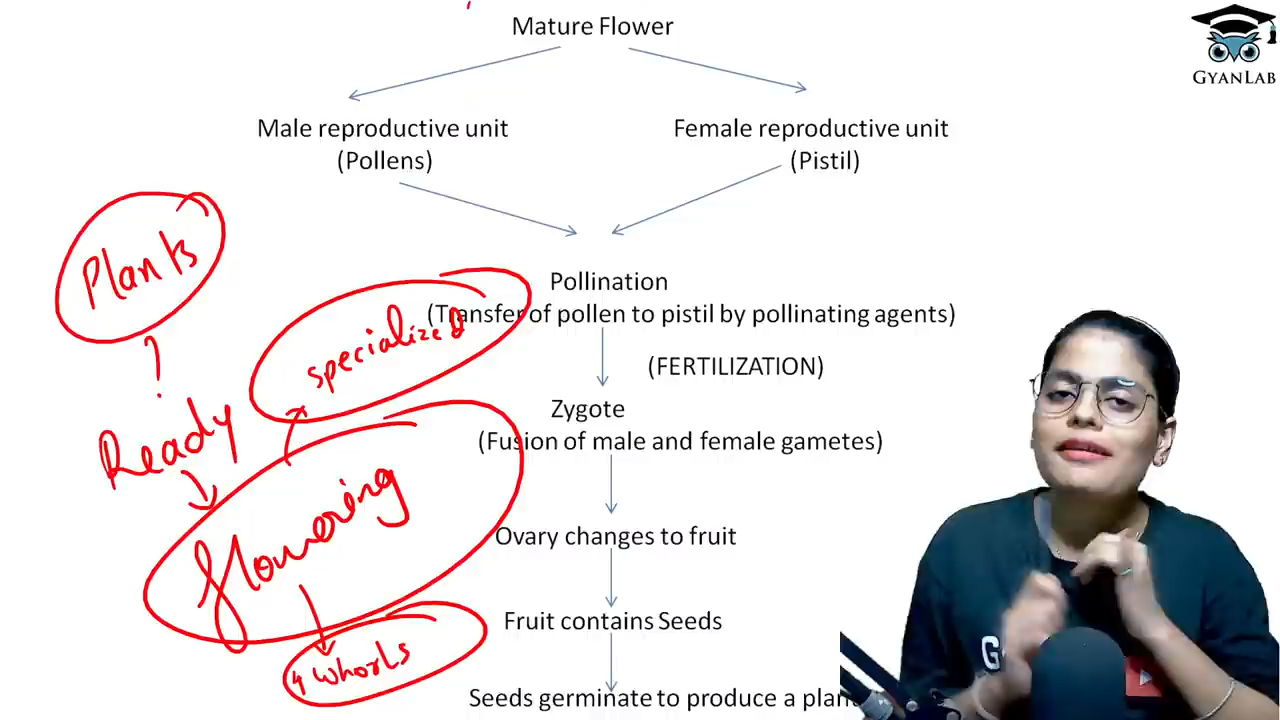 Mature Flower
GYANLAB
Male reproductive unit
(Pollens)
Female reproductive unit
(Pistil)
Plants
Pollination
(Transfer of pollen to pistil by pollinating agents)
specialized
(FERTILIZATION)
Ready
Zygote
(Fusion of male and female gametes)
flowering
Ovary changes to fruit
Fruit contains Seeds
4 Whorls
Seeds germinate to produce a plan
G